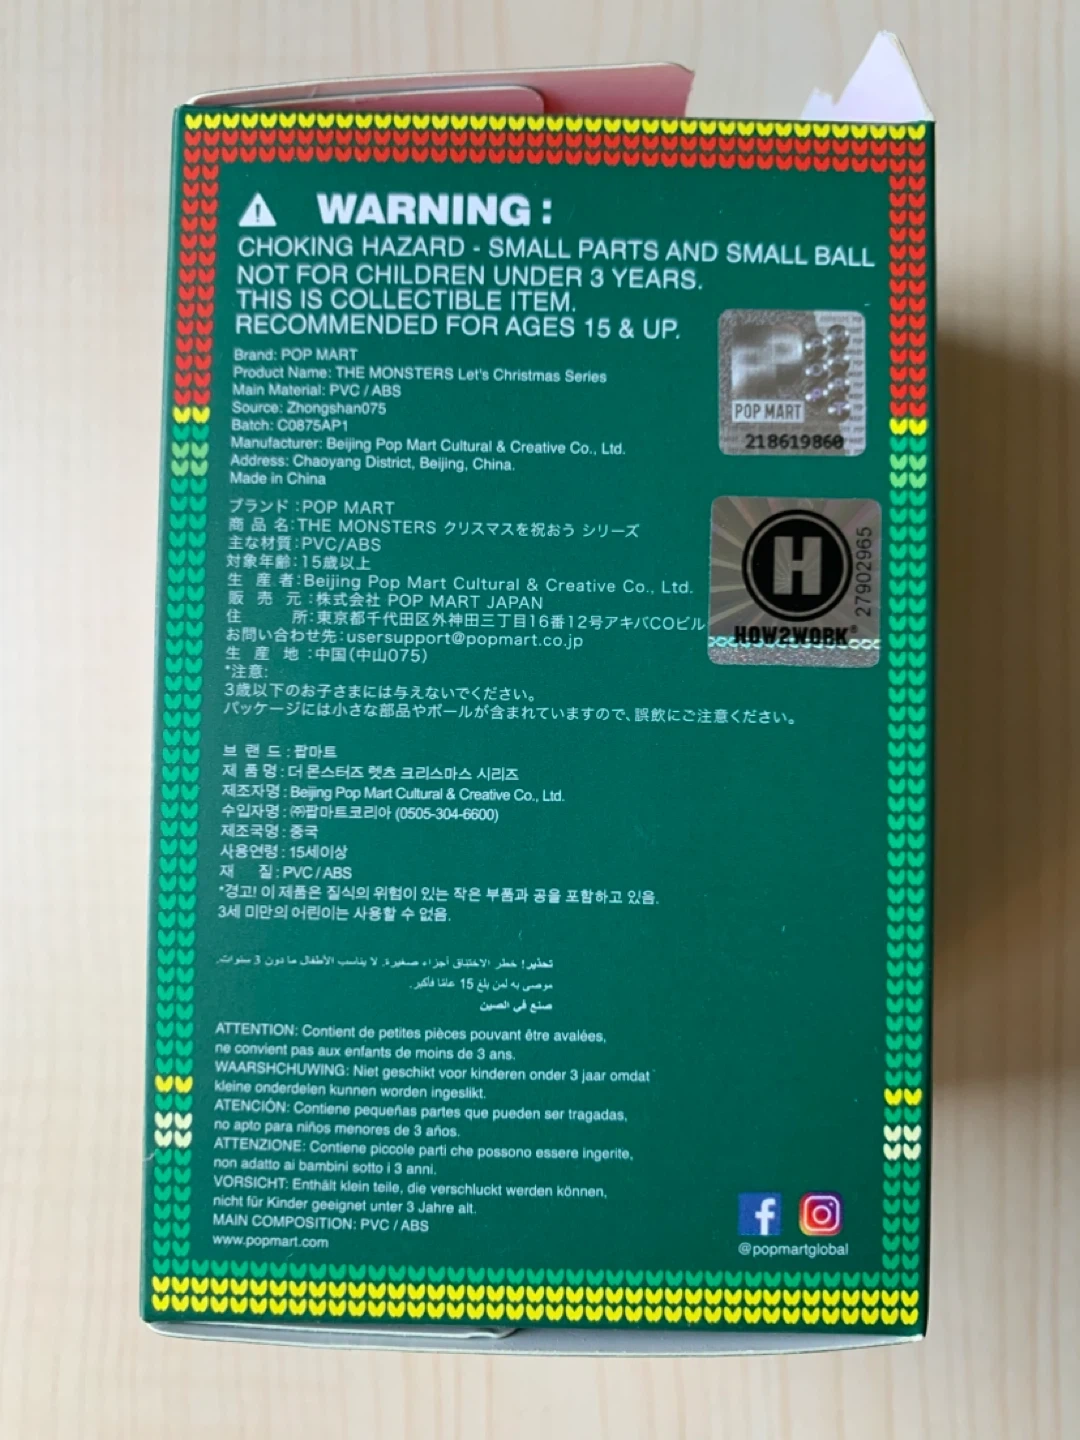 WARNING :
CHOKING HAZARD - SMALL PARTS AND SMALL BALL
NOT FOR CHILDREN UNDER 3 YEARS.
THIS IS COLLECTIBLE ITEM.
RECOMMENDED FOR AGES 15 & UP.
Brand: POP MART
Product Name: THE MONSTERS Let's Christmas Series
Main Material: PVC / ABS
Source: Zhongshan075
Batch: C0875AP1
Manufacturer: Beijing Pop Mart Cultural & Creative Co., Ltd.
Address: Chaoyang District, Beijing, China.
Made in China
POP MART
218619860
ブランド:POP MART
商 品 名:THE MONSTERS クリスマスを祝おう シリーズ
主な材質:PVC/ABS
対象年齢:15歳以上
生 産 者:Beijing Pop Mart Cultural & Creative Co., Ltd.
販 売 元:株式会社 POP MART JAPAN
住 所:東京都千代田区外神田三丁目16番12号アキバCOビル
お問い合わせ先:usersupport@popmart.co.jp
生 産 地:中国(中山075)
*注意:
3歳以下のお子さまには与えないでください。
パッケージには小さな部品やボールが含まれていますので、誤飲にご注意ください。
H
HOW2WORK®
27902965
브 랜 드 : 팝마트
제 품 명 : 더 몬스터즈 렛츠 크리스마스 시리즈
제조자명 : Beijing Pop Mart Cultural & Creative Co., Ltd.
수입자명 : ㈜팝마트코리아 (0505-304-6600)
제조국명 : 중국
사용연령 : 15세이상
재 질 : PVC / ABS
*경고! 이 제품은 질식의 위험이 있는 작은 부품과 공을 포함하고 있음.
3세 미만의 어린이는 사용할 수 없음.
تحذير! خطر الاختناق أجزاء صغيرة. لا يناسب الأطفال ما دون 3 سنوات.
موصى به لمن بلغ 15 عامًا فأكبر.
صنع في الصين
ATTENTION: Contient de petites pièces pouvant être avalées,
ne convient pas aux enfants de moins de 3 ans.
WAARSHCHUWING: Niet geschikt voor kinderen onder 3 jaar omdat
kleine onderdelen kunnen worden ingeslikt.
ATENCIÓN: Contiene pequeñas partes que pueden ser tragadas,
no apto para niños menores de 3 años.
ATTENZIONE: Contiene piccole parti che possono essere ingerite,
non adatto ai bambini sotto i 3 anni.
VORSICHT: Enthält klein teile, die verschluckt werden können,
nicht für Kinder geeignet unter 3 Jahre alt.
MAIN COMPOSITION: PVC / ABS
www.popmart.com
@popmartglobal